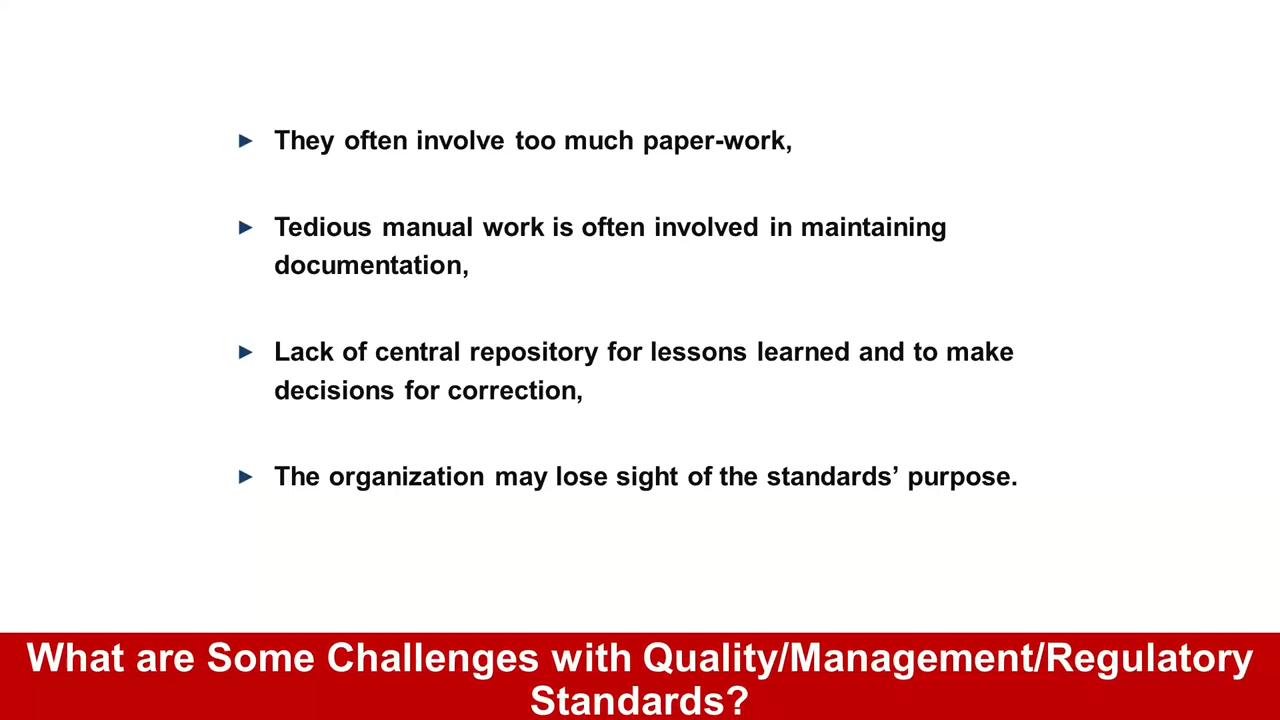 They often involve too much paper-work,
Tedious manual work is often involved in maintaining
documentation,
Lack of central repository for lessons learned and to make
decisions for correction,
The organization may lose sight of the standards’ purpose.
What are Some Challenges with Quality/Management/Regulatory
Standards?